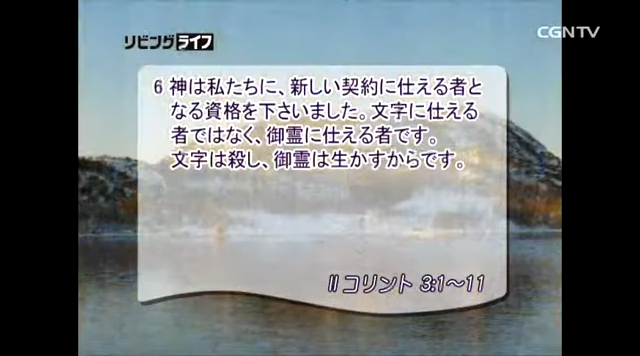 リビングライフ
CGNTV
6 神は私たちに、新しい契約に仕える者と
なる資格を下さいました。文字に仕える
者ではなく、御霊に仕える者です。
文字は殺し、御霊は生かすからです。
II コリント 3:1～11